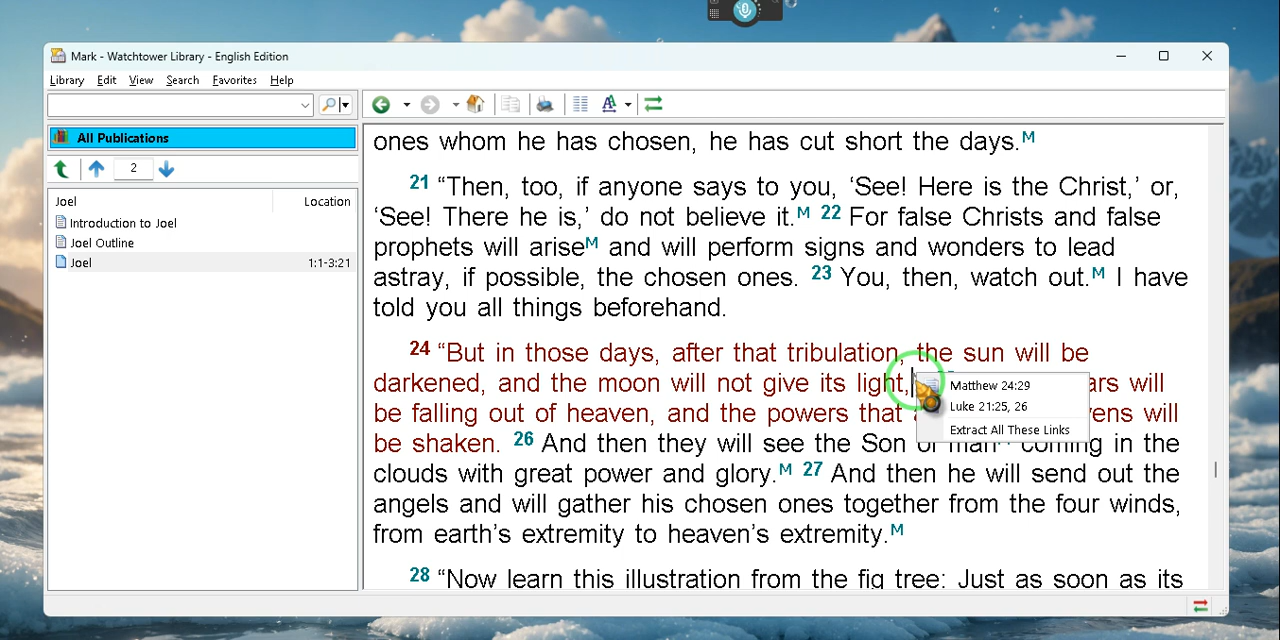 Mark - Watchtower Library - English Edition
Library Edit View Search Favorites Help
All Publications
2
Joel Location
Introduction to Joel
Joel Outline
Joel 1:1-3:21
ones whom he has chosen, he has cut short the days.M
21 “Then, too, if anyone says to you, ‘See! Here is the Christ,’ or,
‘See! There he is,’ do not believe it.M 22 For false Christs and false
prophets will ariseM and will perform signs and wonders to lead
astray, if possible, the chosen ones. 23 You, then, watch out.M I have
told you all things beforehand.
24 “But in those days, after that tribulation, the sun will be
darkened, and the moon will not give its light, will
be falling out of heaven, and the powers that will
be shaken. 26 And then they will see the Son of man coming in the
clouds with great power and glory.M 27 And then he will send out the
angels and will gather his chosen ones together from the four winds,
from earth’s extremity to heaven’s extremity.M
28 “Now learn this illustration from the fig tree: Just as soon as its
Matthew 24:29
Luke 21:25, 26
Extract All These Links